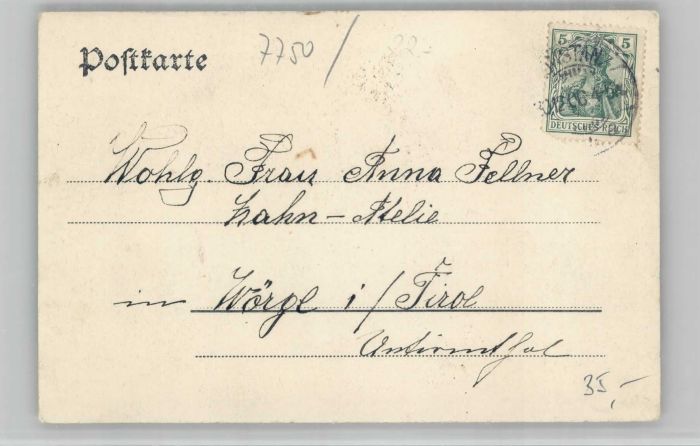 Postkarte
7750 /
5 5
DEUTSCHES REICH
Wohlg. Frau Anna Fellner
Zahn-Atelie
in Wörgl i/Tirol
Unterinnthal
35,-